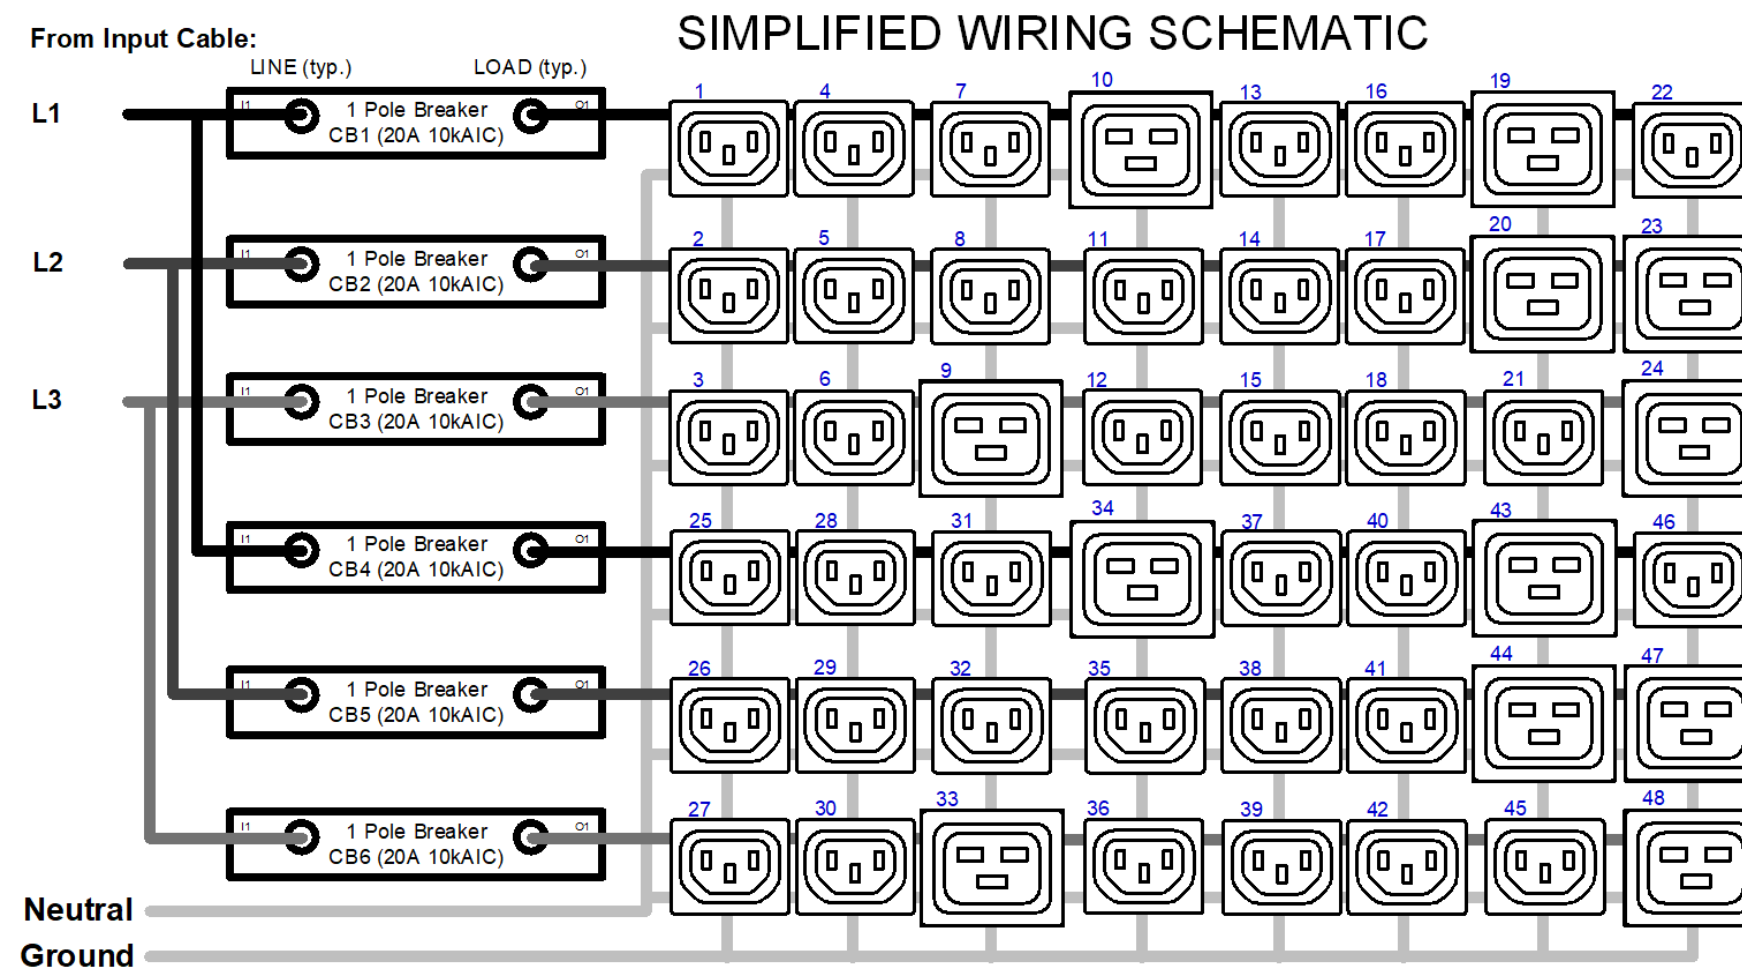 SIMPLIFIED WIRING SCHEMATIC
From Input Cable:
LINE (typ.) LOAD (typ.)
1 4 7 10 13 16 19 22
L1
I1 1 Pole Breaker O1
CB1 (20A 10kAIC)
2 5 8 11 14 17 20 23
L2
I1 1 Pole Breaker O1
CB2 (20A 10kAIC)
3 6 9 12 15 18 21 24
L3
I1 1 Pole Breaker O1
CB3 (20A 10kAIC)
25 28 31 34 37 40 43 46
I1 1 Pole Breaker O1
CB4 (20A 10kAIC)
26 29 32 35 38 41 44 47
I1 1 Pole Breaker O1
CB5 (20A 10kAIC)
27 30 33 36 39 42 45 48
I1 1 Pole Breaker O1
CB6 (20A 10kAIC)
Neutral
Ground